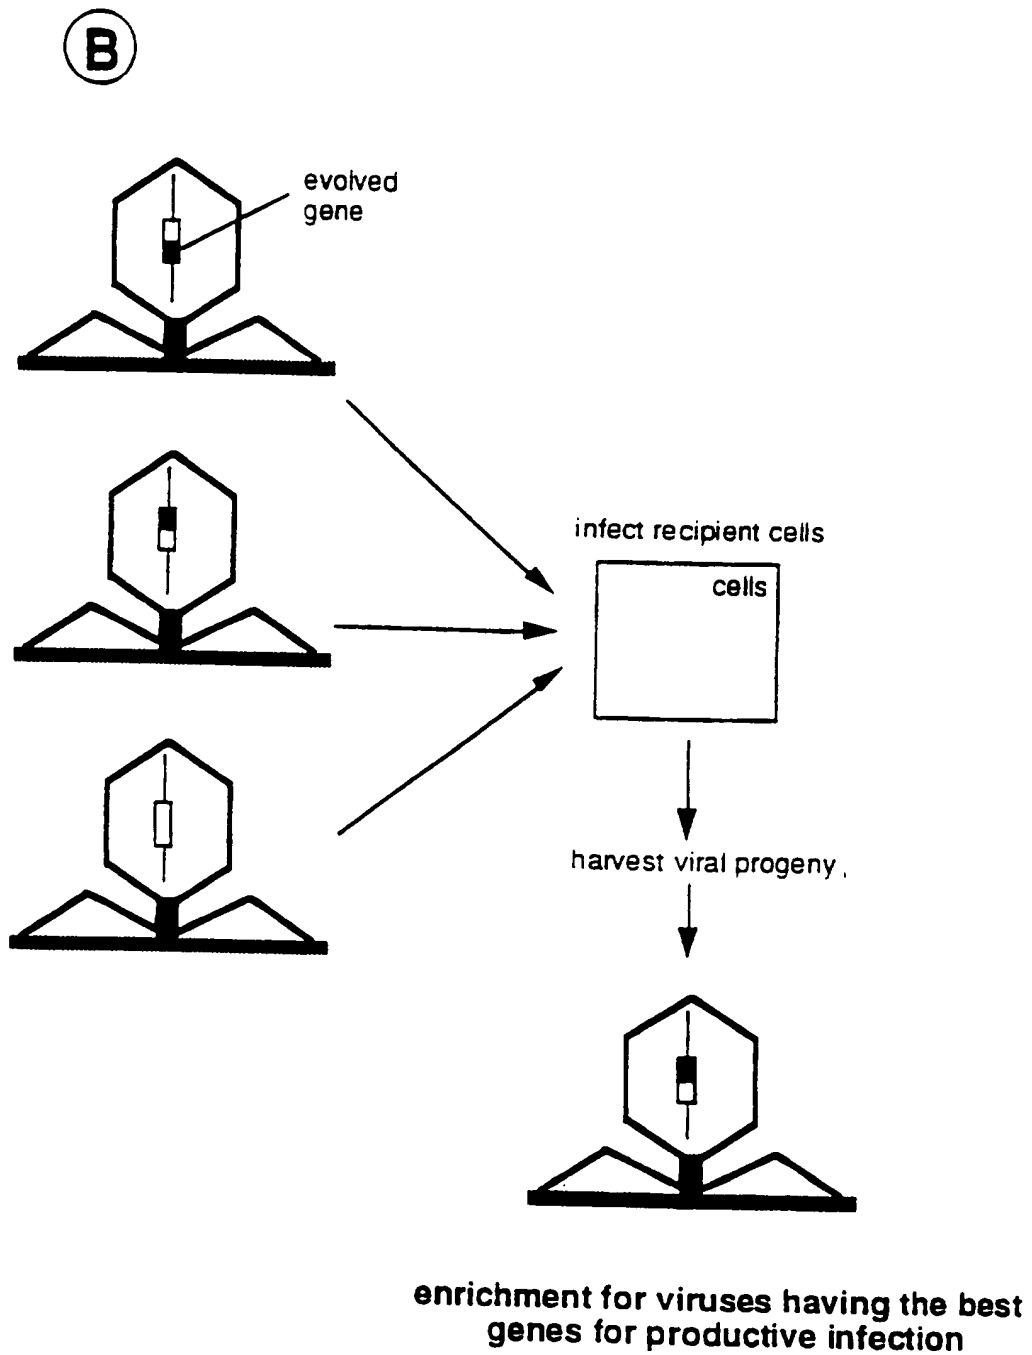 B
evolved
gene
infect recipient cells
cells
harvest viral progeny.
enrichment for viruses having the best
genes for productive infection